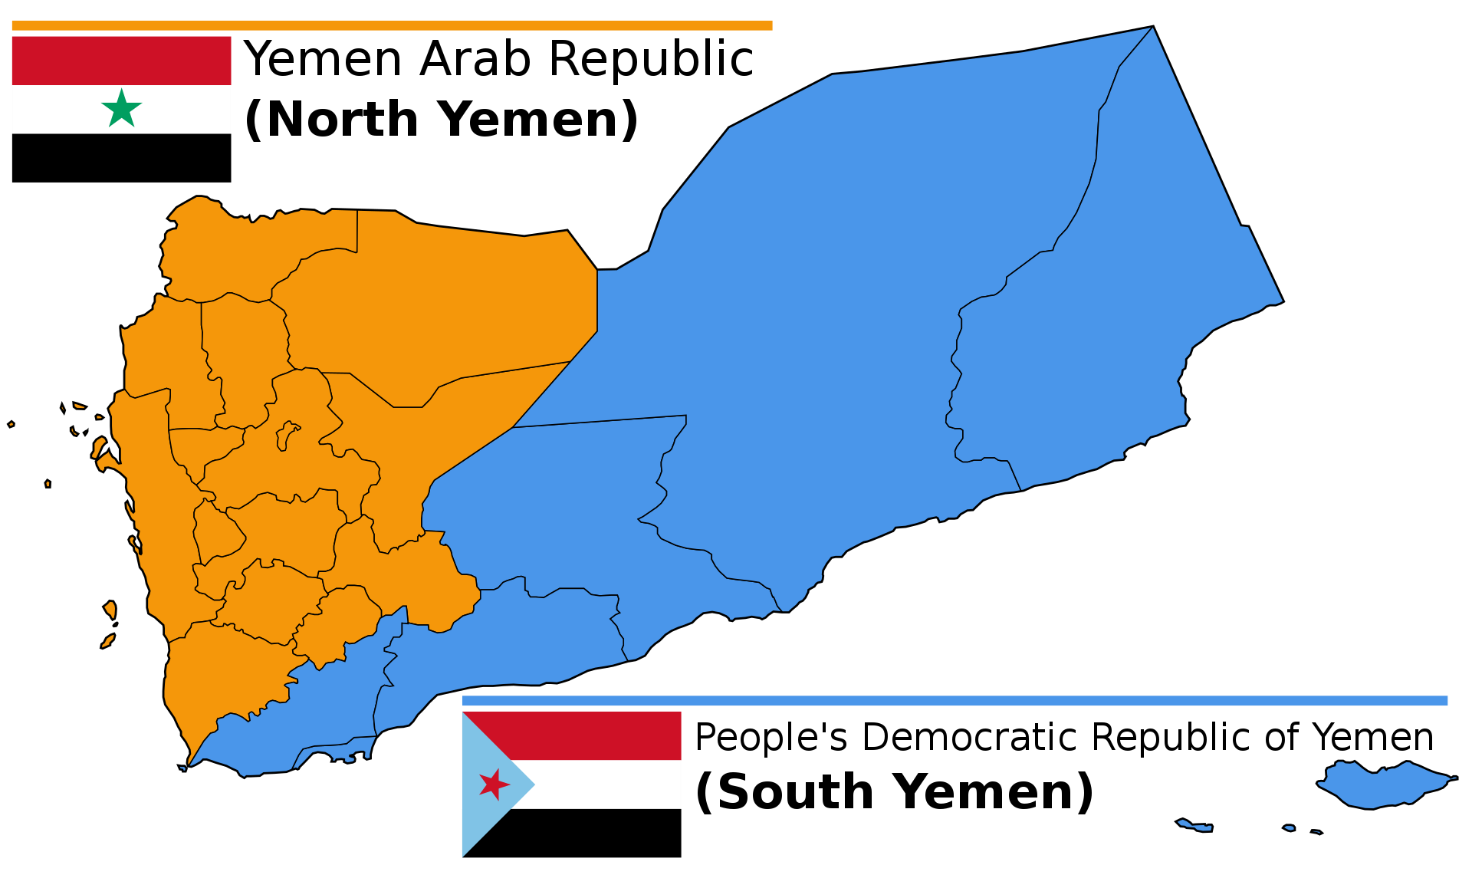 Yemen Arab Republic
(North Yemen)
People's Democratic Republic of Yemen
(South Yemen)